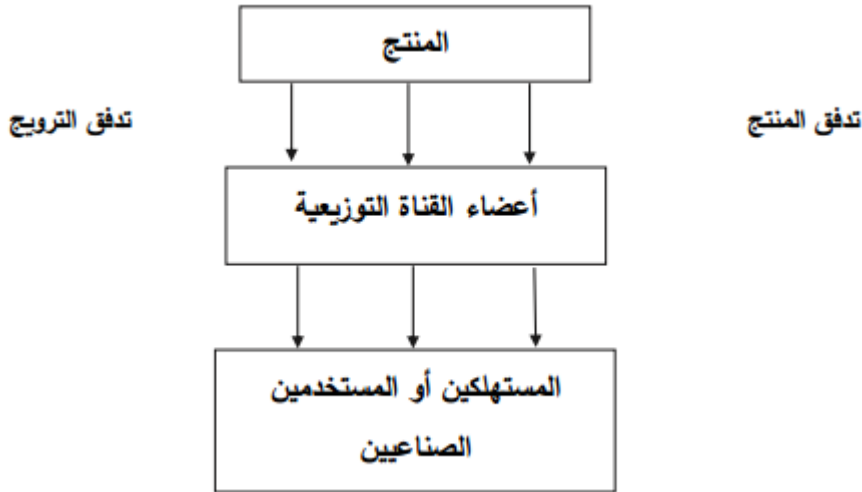 المنتج
تدفق المنتج
تدفق الترويج
أعضاء القناة التوزيعية
المستهلكين أو المستخدمين
الصناعيين